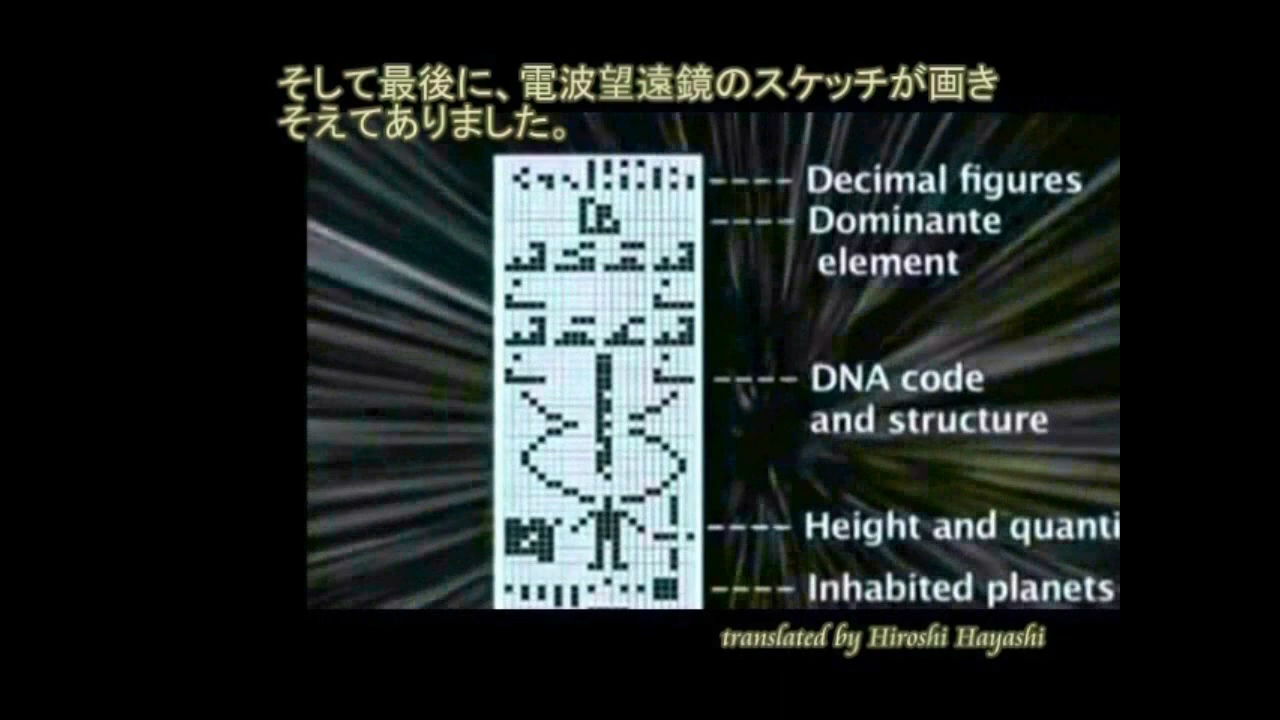 そして最後に、電波望遠鏡のスケッチが画き
そえてありました。
Decimal figures
Dominante
element
DNA code
and structure
Height and quanti
Inhabited planets
translated by Hiroshi Hayashi